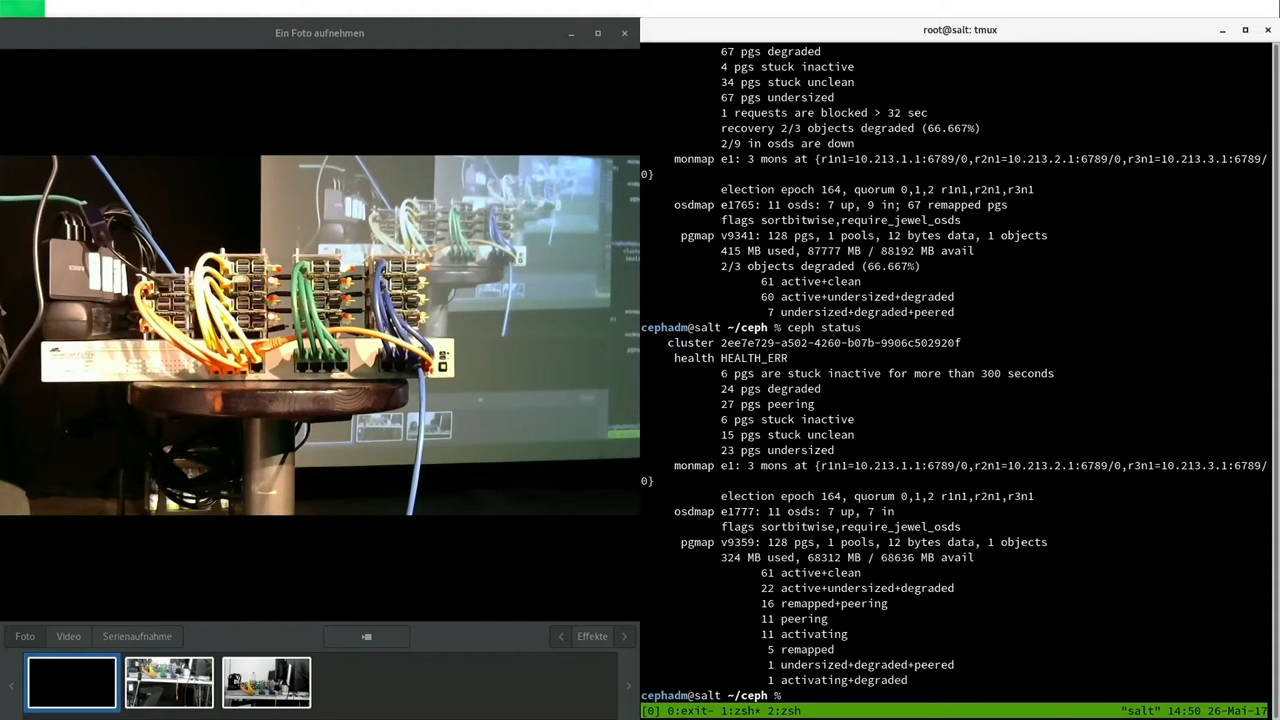 Ein Foto aufnehmen
root@salt: tmux
67 pgs degraded
4 pgs stuck inactive
34 pgs stuck unclean
67 pgs undersized
1 requests are blocked > 32 sec
recovery 2/3 objects degraded (66.667%)
2/9 in osds are down
monmap e1: 3 mons at {r1n1=10.213.1.1:6789/0,r2n1=10.213.2.1:6789/0,r3n1=10.213.3.1:6789/
0}
election epoch 164, quorum 0,1,2 r1n1,r2n1,r3n1
osdmap e1765: 11 osds: 7 up, 9 in; 67 remapped pgs
flags sortbitwise,require_jewel_osds
pgmap v9341: 128 pgs, 1 pools, 12 bytes data, 1 objects
415 MB used, 87777 MB / 88192 MB avail
2/3 objects degraded (66.667%)
61 active+clean
60 active+undersized+degraded
7 undersized+degraded+peered
cephadm@salt ~/ceph % ceph status
cluster 2ee7e729-a502-4260-b07b-9906c502920f
health HEALTH_ERR
6 pgs are stuck inactive for more than 300 seconds
24 pgs degraded
27 pgs peering
6 pgs stuck inactive
15 pgs stuck unclean
23 pgs undersized
monmap e1: 3 mons at {r1n1=10.213.1.1:6789/0,r2n1=10.213.2.1:6789/0,r3n1=10.213.3.1:6789/
0}
election epoch 164, quorum 0,1,2 r1n1,r2n1,r3n1
osdmap e1777: 11 osds: 7 up, 7 in
flags sortbitwise,require_jewel_osds
pgmap v9359: 128 pgs, 1 pools, 12 bytes data, 1 objects
324 MB used, 68312 MB / 68636 MB avail
61 active+clean
22 active+undersized+degraded
16 remapped+peering
11 peering
11 activating
5 remapped
1 undersized+degraded+peered
1 activating+degraded
cephadm@salt ~/ceph %
[0] 0:exit- 1:zsh* 2:zsh "salt" 14:50 26-Mai-17
Foto Video Serienaufnahme Effekte